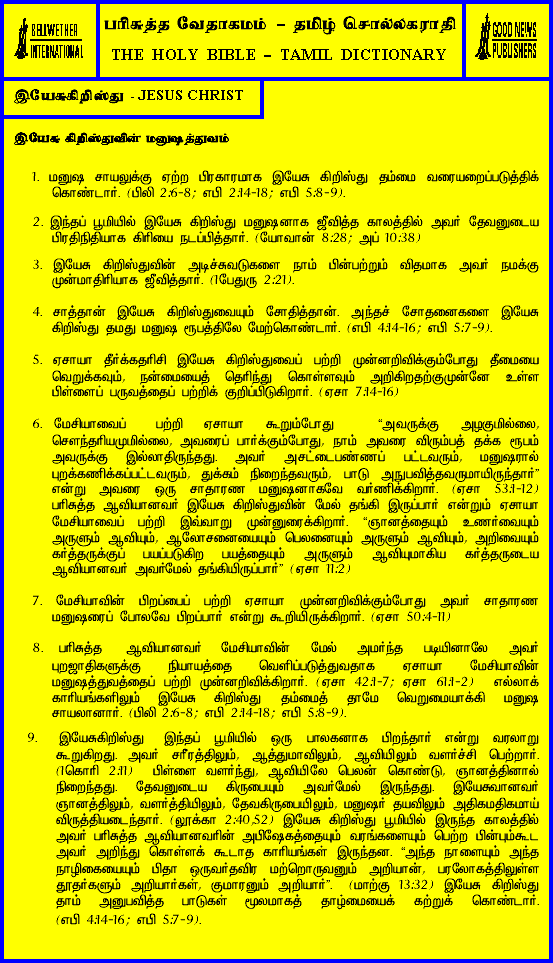 BELLWETHER
INTERNATIONAL
பரிசுத்த வேதாகமம் – தமிழ் சொல்லகராதி
THE HOLY BIBLE – TAMIL DICTIONARY
GOOD NEWS
PUBLISHERS
இயேசுகிறிஸ்து - JESUS CHRIST
இயேசு கிறிஸ்துவின் மனுஷத்துவம்
1. மனுஷ சாயலுக்கு ஏற்ற பிரகாரமாக இயேசு கிறிஸ்து தம்மை வரையறைப்படுத்திக்
கொண்டார். (பிலி 2:6-8; எபி 2:14-18; எபி 5:8-9).
2. இந்தப் பூமியில் இயேசு கிறிஸ்து மனுஷனாக ஜீவித்த காலத்தில் அவர் தேவனுடைய
பிரதிநிதியாக கிரியை நடப்பித்தார். (யோவான் 8:28; அப் 10:38)
3. இயேசு கிறிஸ்துவின் அடிச்சுவடுகளை நாம் பின்பற்றும் விதமாக அவர் நமக்கு
முன்மாதிரியாக ஜீவித்தார். (1பேதுரு 2:21).
4. சாத்தான் இயேசு கிறிஸ்துவையும் சோதித்தான். அந்தச் சோதனைகளை இயேசு
கிறிஸ்து தமது மனுஷ ரூபத்திலே மேற்கொண்டார். (எபி 4:14-16; எபி 5:7-9).
5. ஏசாயா தீர்க்கதரிசி இயேசு கிறிஸ்துவைப் பற்றி முன்னறிவிக்கும்போது தீமையை
வெறுக்கவும், நன்மையைத் தெரிந்து கொள்ளவும் அறிகிறதற்குமுன்னே உள்ள
பிள்ளைப் பருவத்தைப் பற்றிக் குறிப்பிடுகிறார். (ஏசா 7:14-16)
6. மேசியாவைப் பற்றி ஏசாயா கூறும்போது “அவருக்கு அழகுமில்லை,
சௌந்தரியமுமில்லை, அவரைப் பார்க்கும்போது, நாம் அவரை விரும்பத் தக்க ரூபம்
அவருக்கு இல்லாதிருந்தது. அவர் அசட்டைபண்ணப் பட்டவரும், மனுஷரால்
புறக்கணிக்கப்பட்டவரும், துக்கம் நிறைந்தவரும், பாடு அநுபவித்தவருமாயிருந்தார்”
என்று அவரை ஒரு சாதாரண மனுஷனாகவே வர்ணிக்கிறார். (ஏசா 53:1-12)
பரிசுத்த ஆவியானவர் இயேசு கிறிஸ்துவின் மேல் தங்கி இருப்பார் என்றும் ஏசாயா
மேசியாவைப் பற்றி இவ்வாறு முன்னுரைக்கிறார். “ஞானத்தையும் உணர்வையும்
அருளும் ஆவியும், ஆலோசனையையும் பெலனையும் அருளும் ஆவியும், அறிவையும்
கர்த்தருக்குப் பயப்படுகிற பயத்தையும் அருளும் ஆவியுமாகிய கர்த்தருடைய
ஆவியானவர் அவர்மேல் தங்கியிருப்பார்” (ஏசா 11:2)
7. மேசியாவின் பிறப்பைப் பற்றி ஏசாயா முன்னறிவிக்கும்போது அவர் சாதாரண
மனுஷரைப் போலவே பிறப்பார் என்று கூறியிருக்கிறார். (ஏசா 50:4-11)
8. பரிசுத்த ஆவியானவர் மேசியாவின் மேல் அமர்ந்த படியினாலே அவர்
புறஜாதிகளுக்கு நியாயத்தை வெளிப்படுத்துவதாக ஏசாயா மேசியாவின்
மனுஷத்துவத்தைப் பற்றி முன்னறிவிக்கிறார். (ஏசா 42:1-7; ஏசா 61:1-2) எல்லாக்
காரியங்களிலும் இயேசு கிறிஸ்து தம்மைத் தாமே வெறுமையாக்கி மனுஷ
சாயலானார். (பிலி 2:6-8; எபி 2:14-18; எபி 5:8-9).
9. இயேசுகிறிஸ்து இந்தப் பூமியில் ஒரு பாலகனாக பிறந்தார் என்று வரலாறு
கூறுகிறது. அவர் சரீரத்திலும், ஆத்துமாவிலும், ஆவியிலும் வளர்ச்சி பெற்றார்.
(1கொரி 2:11) பிள்ளை வளர்ந்து, ஆவியிலே பெலன் கொண்டு, ஞானத்தினால்
நிறைந்தது. தேவனுடைய கிருபையும் அவர்மேல் இருந்தது. இயேசுவானவர்
ஞானத்திலும், வளர்த்தியிலும், தேவகிருபையிலும், மனுஷர் தயவிலும் அதிகமதிகமாய்
விருத்தியடைந்தார். (லூக்கா 2:40,52) இயேசு கிறிஸ்து பூமியில் இருந்த காலத்தில்
அவர் பரிசுத்த ஆவியானவரின் அபிஷேகத்தையும் வரங்களையும் பெற்ற பின்பும்கூட
அவர் அறிந்து கொள்ளக் கூடாத காரியங்கள் இருந்தன. “அந்த நாளையும் அந்த
நாழிகையையும் பிதா ஒருவர்தவிர மற்றொருவனும் அறியான், பரலோகத்திலுள்ள
தூதர்களும் அறியார்கள், குமாரனும் அறியார்”. (மாற்கு 13:32) இயேசு கிறிஸ்து
தாம் அனுபவித்த பாடுகள் மூலமாகத் தாழ்மையைக் கற்றுக் கொண்டார்.
(எபி 4:14-16; எபி 5:7-9).